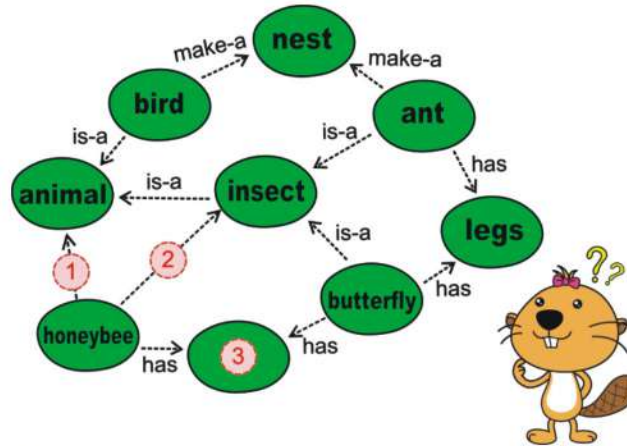 nest
make-a
make-a
bird
ant
is-a
is-a
has
animal
is-a
insect
legs
1
2
is-a
has
butterfly
honeybee
3
has
has
??